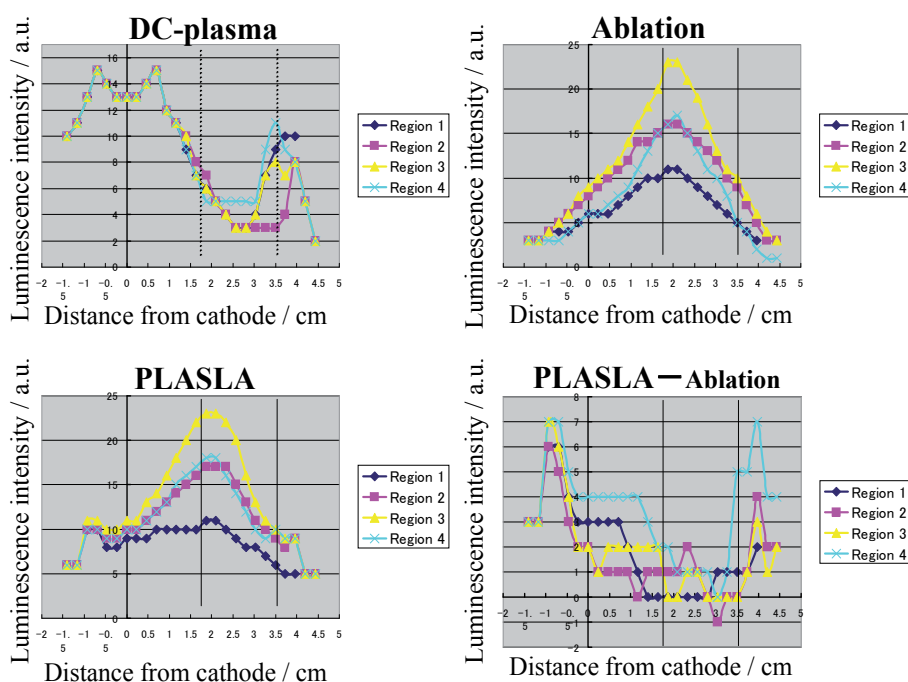 DC-plasma
Luminescence intensity / a.u.
16
14
12
10
8
6
4
2
0
-2 -1.5 -1 -0.5 0 0.5 1 1.5 2 2.5 3 3.5 4 4.5 5
Distance from cathode / cm
Region 1
Region 2
Region 3
Region 4
Ablation
Luminescence intensity / a.u.
25
20
15
10
5
0
-2 -1.5 -1 -0.5 0 0.5 1 1.5 2 2.5 3 3.5 4 4.5 5
Distance from cathode / cm
Region 1
Region 2
Region 3
Region 4
PLASLA
Luminescence intensity / a.u.
25
20
15
10
5
0
-2 -1.5 -1 -0.5 0 0.5 1 1.5 2 2.5 3 3.5 4 4.5 5
Distance from cathode / cm
Region 1
Region 2
Region 3
Region 4
PLASLA－Ablation
Luminescence intensity / a.u.
8
7
6
5
4
3
2
1
0
-1
-2
-2 -1.5 -1 -0.5 0 0.5 1 1.5 2 2.5 3 3.5 4 4.5 5
Distance from cathode / cm
Region 1
Region 2
Region 3
Region 4